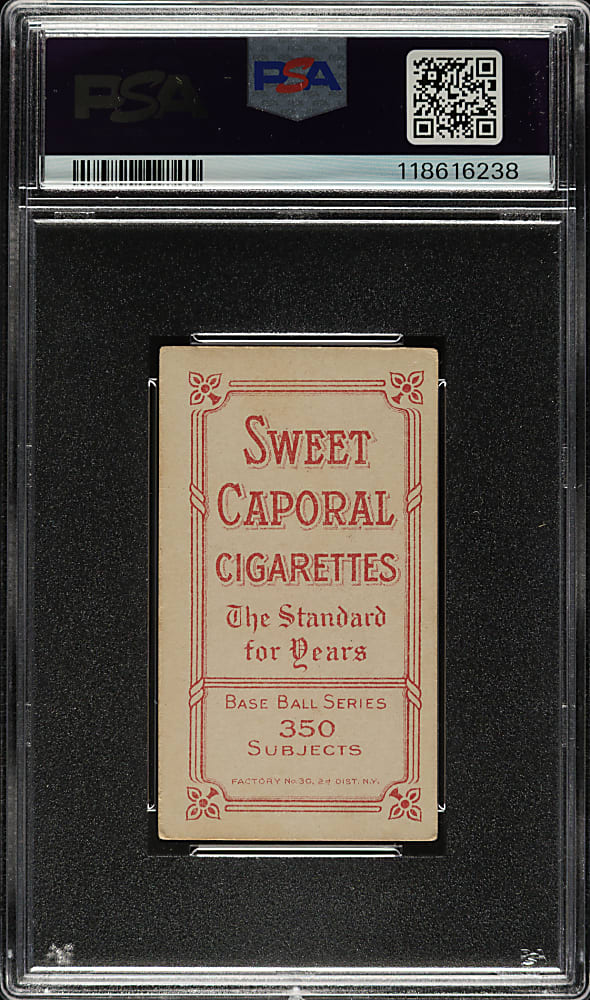 PSA
PSA
118616238
SWEET
CAPORAL
CIGARETTES
The Standard
for Years
BASE BALL SERIES
350
SUBJECTS
FACTORY No. 30, 2d DIST. N.Y.